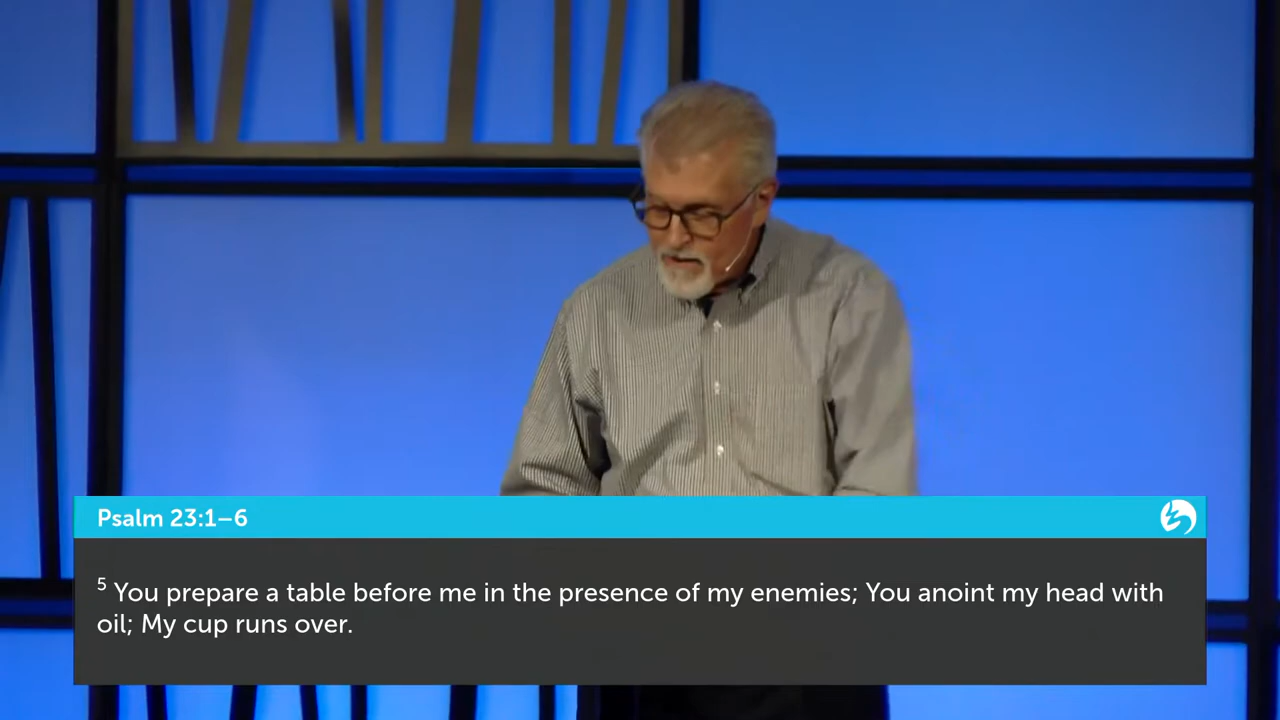 Psalm 23:1–6
5 You prepare a table before me in the presence of my enemies; You anoint my head with
oil; My cup runs over.